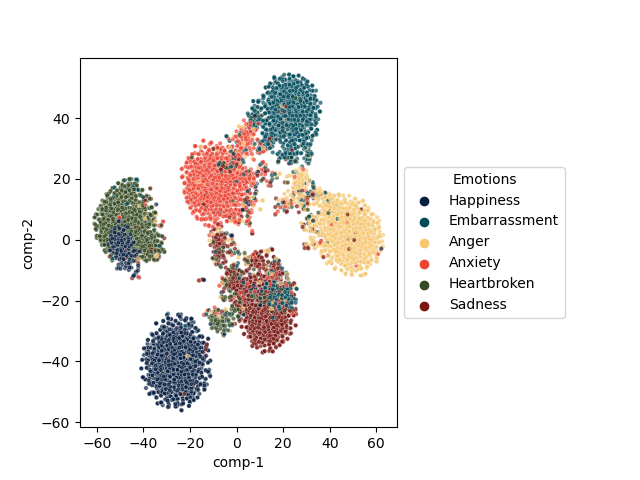 Emotions
Happiness
Embarrassment
Anger
Anxiety
Heartbroken
Sadness
40
20
0
−20
−40
−60
comp-2
−60 −40 −20 0 20 40 60
comp-1